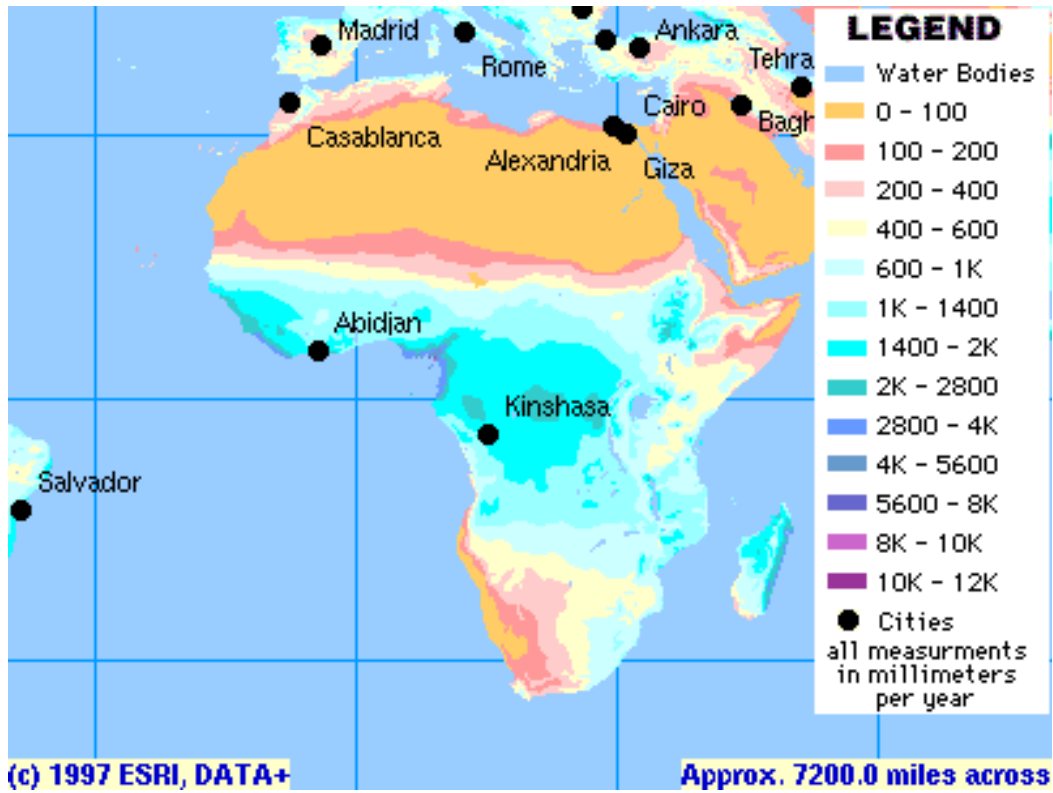 Madrid
Rome
Ankara
Tehra
Casablanca
Cairo
Bagh
Alexandria
Giza
Abidjan
Kinshasa
Salvador
LEGEND
Water Bodies
0 - 100
100 - 200
200 - 400
400 - 600
600 - 1K
1K - 1400
1400 - 2K
2K - 2800
2800 - 4K
4K - 5600
5600 - 8K
8K - 10K
10K - 12K
Cities
all measurments
in millimeters
per year
(c) 1997 ESRI, DATA+
Approx. 7200.0 miles across